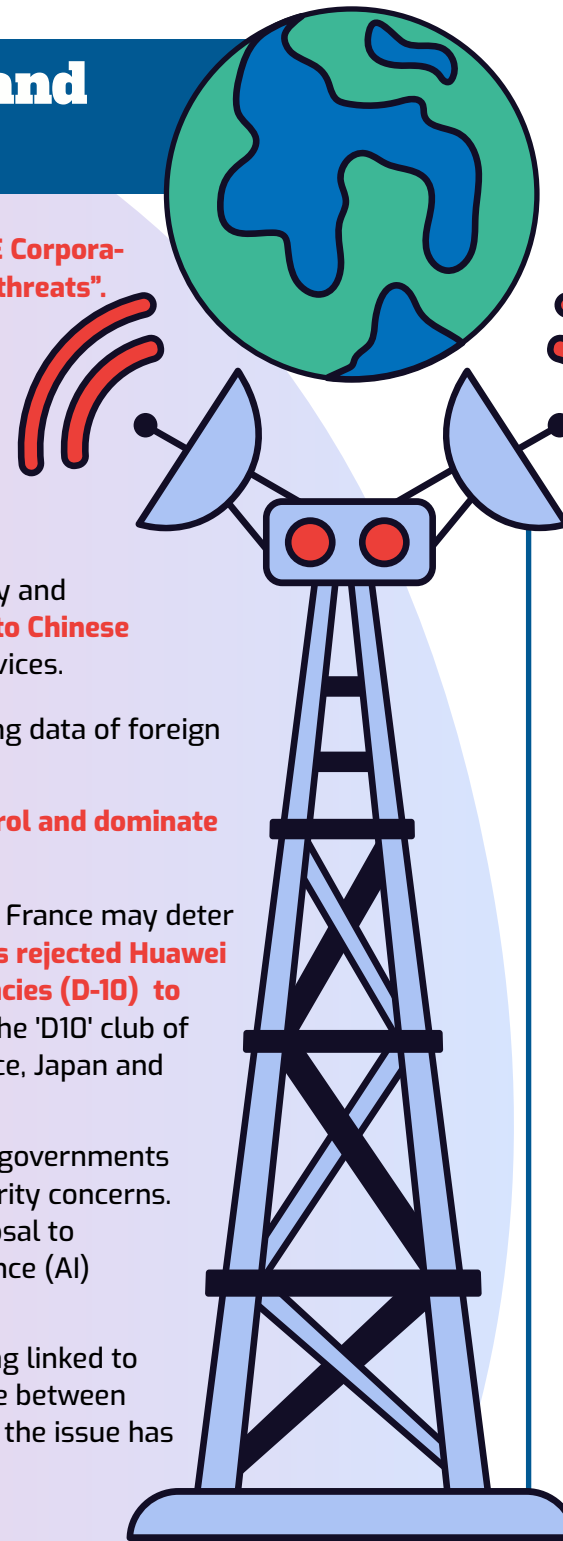 and
E Corpora-
threats”.
y and
to Chinese
vices.
ng data of foreign
rol and dominate
France may deter
s rejected Huawei
cies (D-10) to
he 'D10' club of
ce, Japan and
governments
rity concerns.
osal to
nce (AI)
ng linked to
e between
the issue has